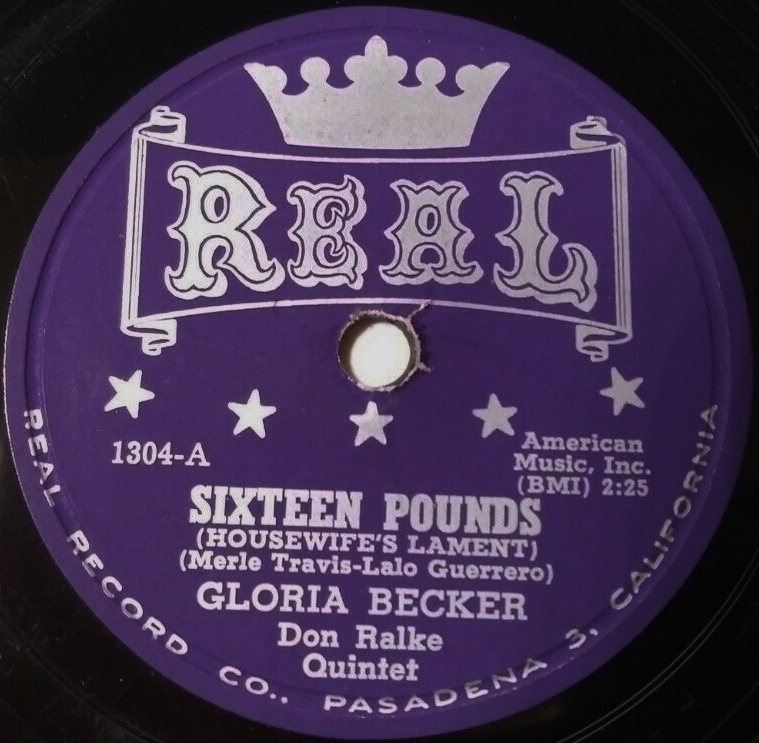 REAL
1304-A
American
Music, Inc.
(BMI) 2:25
SIXTEEN POUNDS
(HOUSEWIFE'S LAMENT)
(Merle Travis-Lalo Guerrero)
GLORIA BECKER
Don Ralke
Quintet
REAL RECORD CO., PASADENA 3, CALIFORNIA